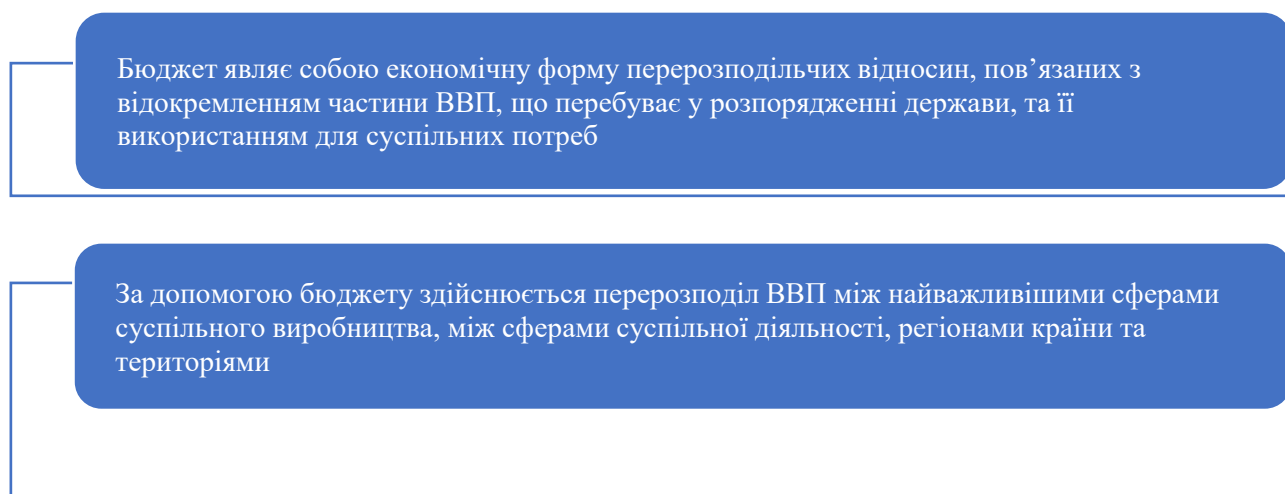 Бюджет являє собою економічну форму перерозподільчих відносин, пов’язаних з
відокремленням частини ВВП, що перебуває у розпорядженні держави, та її
використанням для суспільних потреб
За допомогою бюджету здійснюється перерозподіл ВВП між найважливішими сферами
суспільного виробництва, між сферами суспільної діяльності, регіонами країни та
територіями